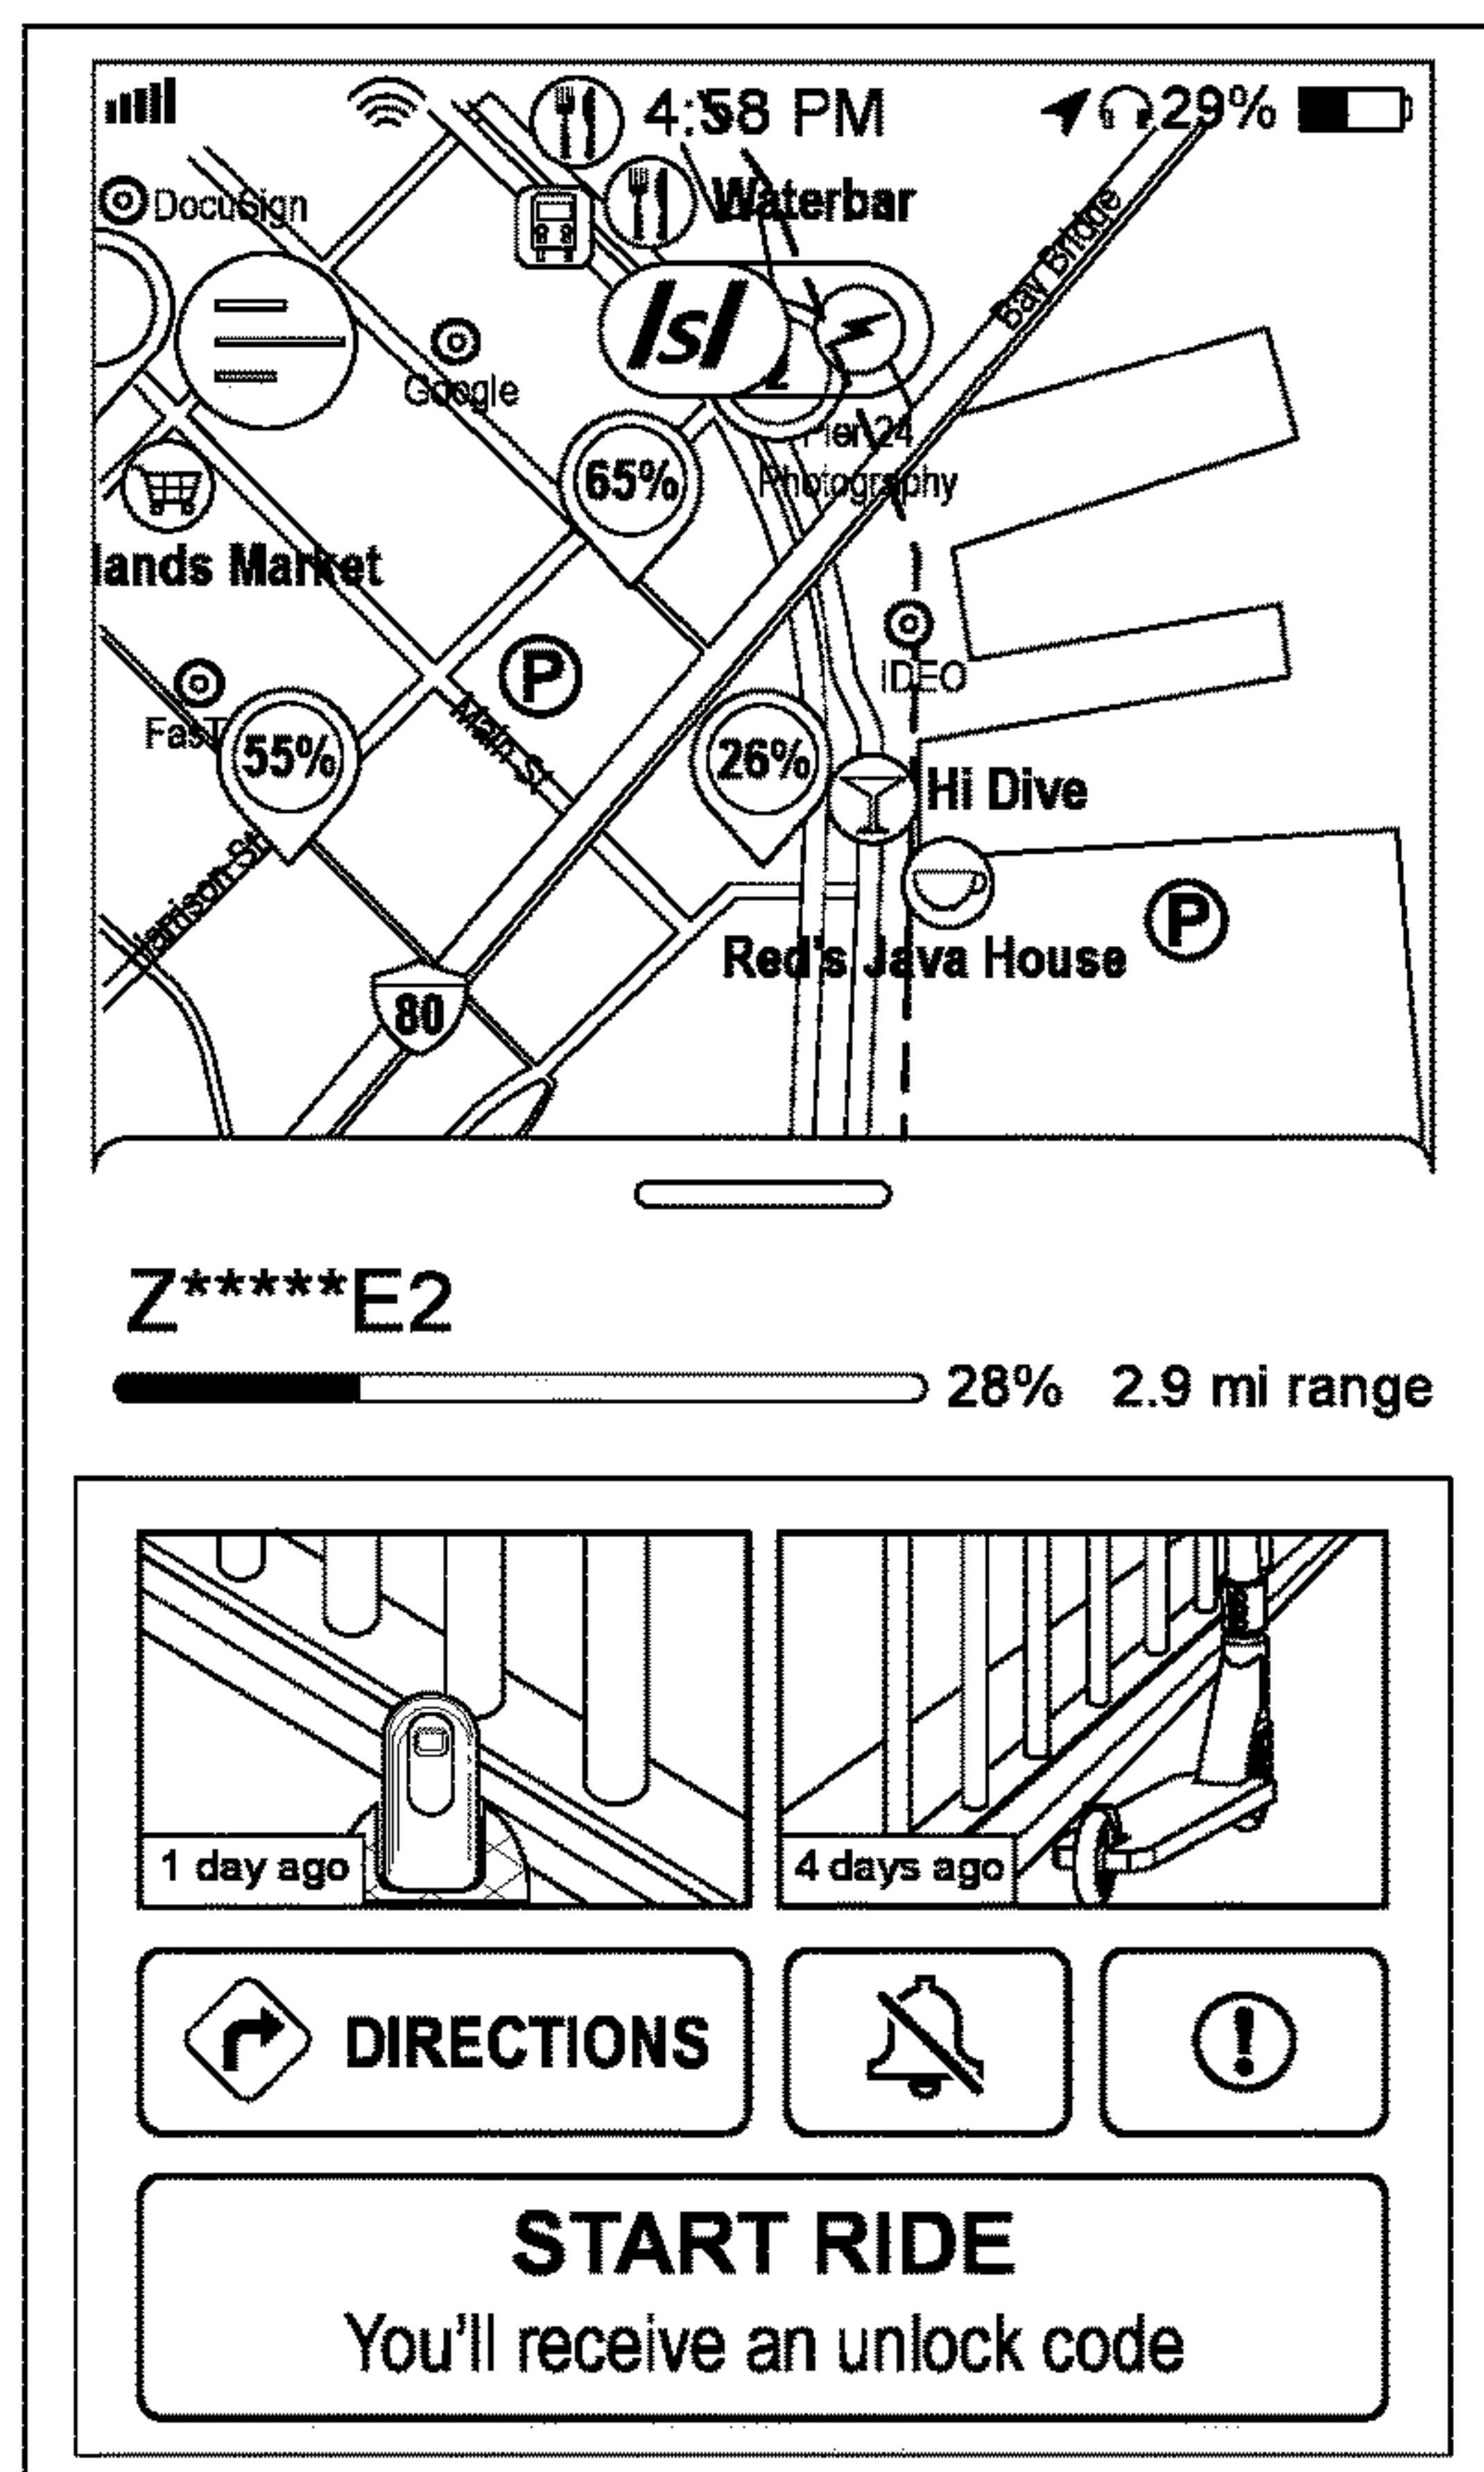 4:58 PM
29%
DocuSign
Waterbar
Bay Bridge
|s|
2
Google
Pier 24
Photography
65%
lands Market
P
IDEO
FasT
55%
Main St
26%
Hi Dive
Harrison St
P
Red's Java House
80
Z*****E2
28% 2.9 mi range
1 day ago
4 days ago
DIRECTIONS
!
START RIDE
You'll receive an unlock code